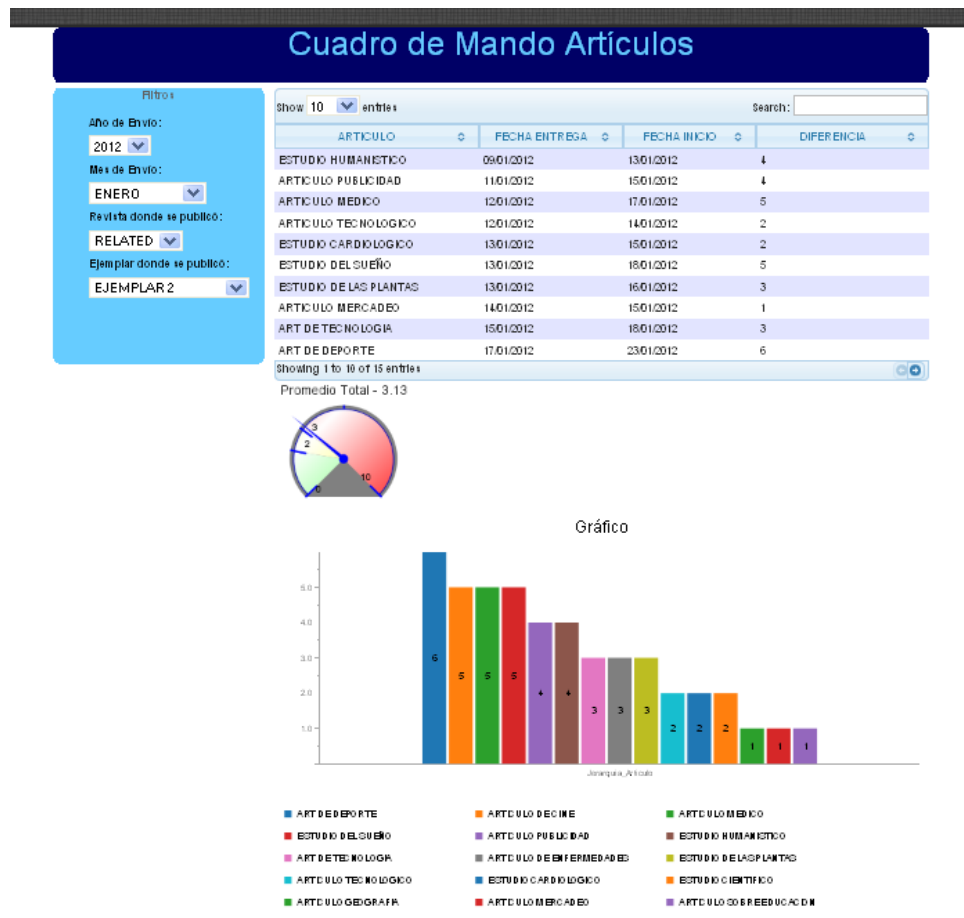 Cuadro de Mando Artículos
Filtros
Año de Envío:
2012
Mes de Envío:
ENERO
Revista donde se publicó:
RELATED
Ejemplar donde se publicó:
EJEMPLAR 2
Show 10 entries Search:
ARTICULO FECHA ENTREGA FECHA INICIO DIFERENCIA
ESTUDIO HUMANISTICO 09/01/2012 13/01/2012 4
ARTICULO PUBLICIDAD 11/01/2012 15/01/2012 4
ARTICULO MEDICO 12/01/2012 17/01/2012 5
ARTICULO TECNOLOGICO 12/01/2012 14/01/2012 2
ESTUDIO CARDIOLOGICO 13/01/2012 15/01/2012 2
ESTUDIO DEL SUEÑO 13/01/2012 18/01/2012 5
ESTUDIO DE LAS PLANTAS 13/01/2012 16/01/2012 3
ARTICULO MERCADEO 14/01/2012 15/01/2012 1
ART DE TECNOLOGIA 15/01/2012 18/01/2012 3
ART DE DEPORTE 17/01/2012 23/01/2012 6
Showing 1 to 10 of 15 entries
Promedio Total - 3.13
3
2
10
0
Gráfico
5.0
4.0
3.0
2.0
1.0
6 5 5 5 4 4 3 3 3 2 2 2 1 1 1
Jerarquia_Articulo
ART DE DEPORTE ARTICULO DE CINE ARTICULO MEDICO
ESTUDIO DEL SUEÑO ARTICULO PUBLICIDAD ESTUDIO HUMANISTICO
ART DE TECNOLOGIA ARTICULO DE ENFERMEDADES ESTUDIO DE LAS PLANTAS
ARTICULO TECNOLOGICO ESTUDIO CARDIOLOGICO ESTUDIO CIENTIFICO
ARTICULO GEOGRAFIA ARTICULO MERCADEO ARTICULO SOBRE EDUCACION